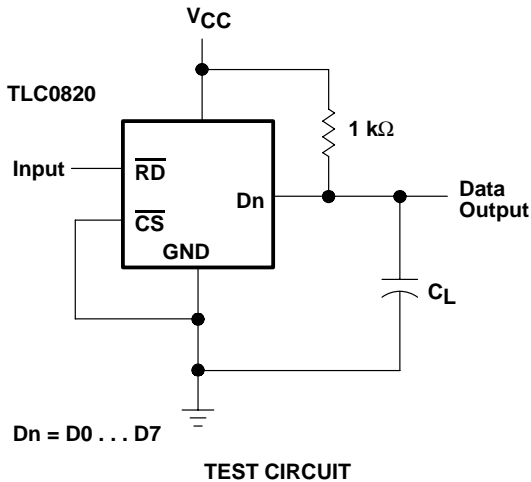 VCC
TLC0820
1 kΩ
Input
RD
Dn
Data
Output
CS
GND
CL
Dn = D0 . . . D7
TEST CIRCUIT